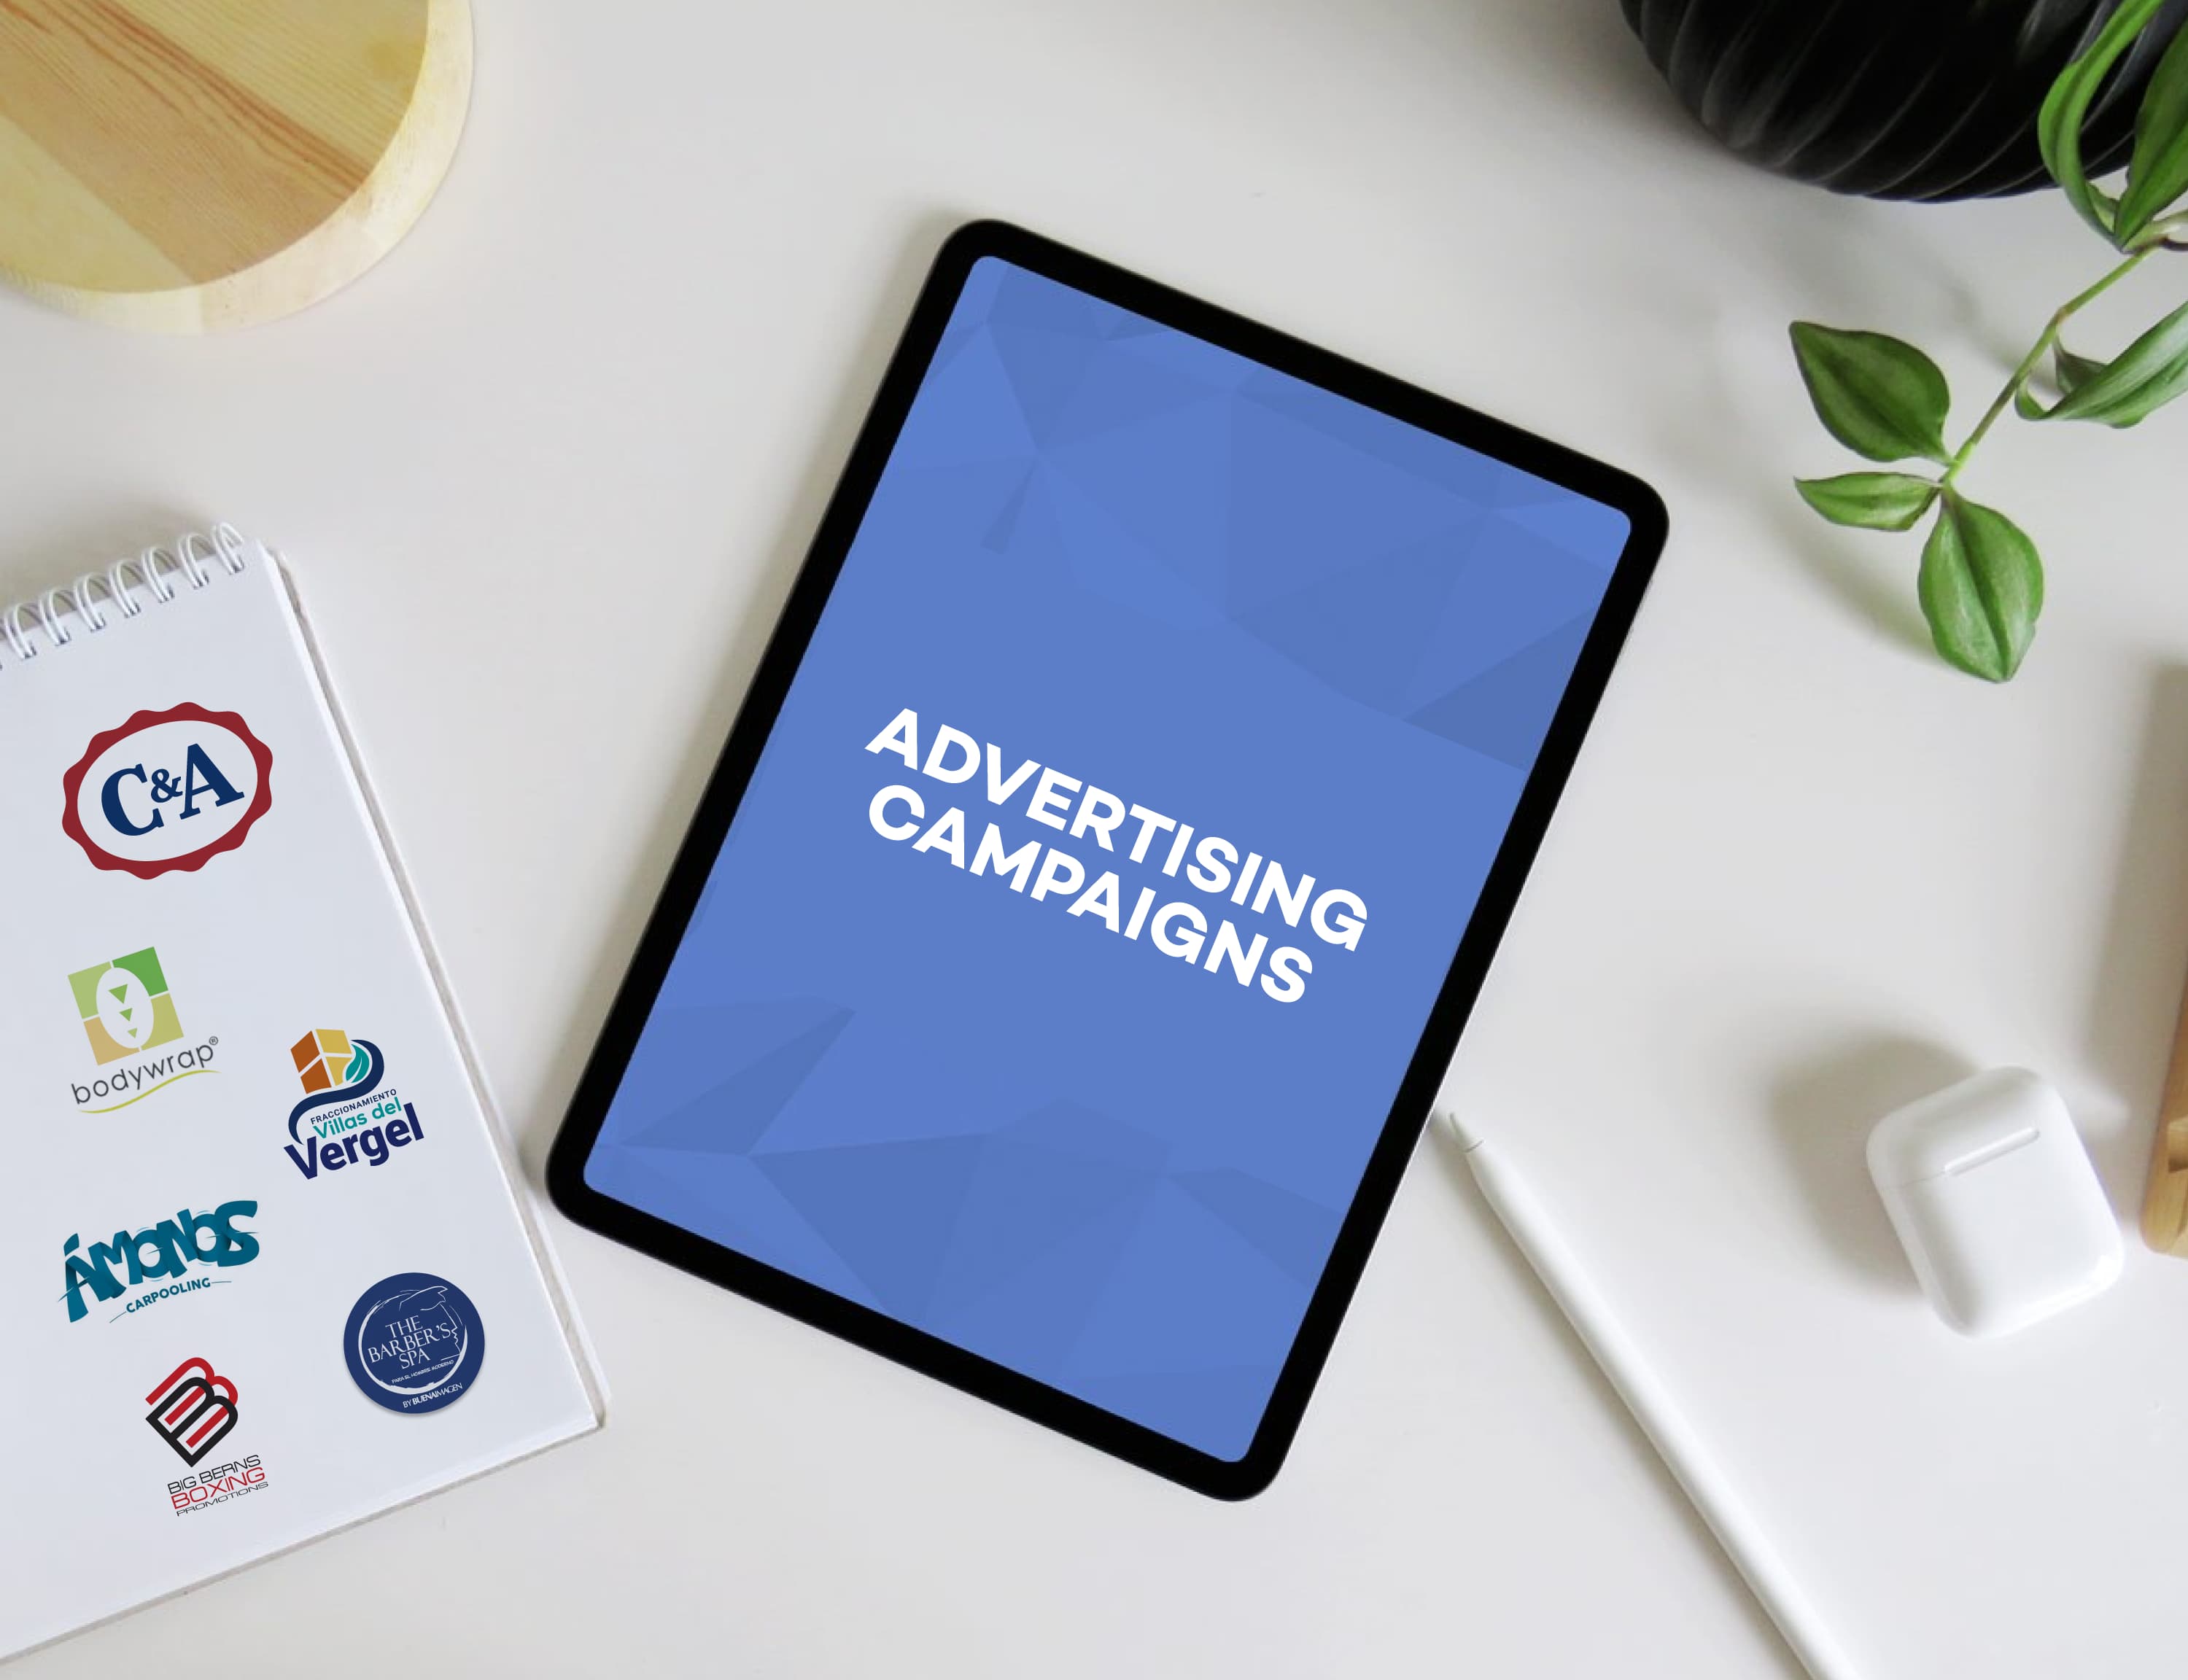 C&A
bodywrap®
FRACCIONAMIENTO
Villas del
Vergel
ÁMONOS
CARPOOLING
THE
BARBER'S
SPA
PARA EL HOMBRE MODERNO
BY BUENAIMAGEN
BIG BERNS
BOXING
PROMOTIONS
ADVERTISING
CAMPAIGNS